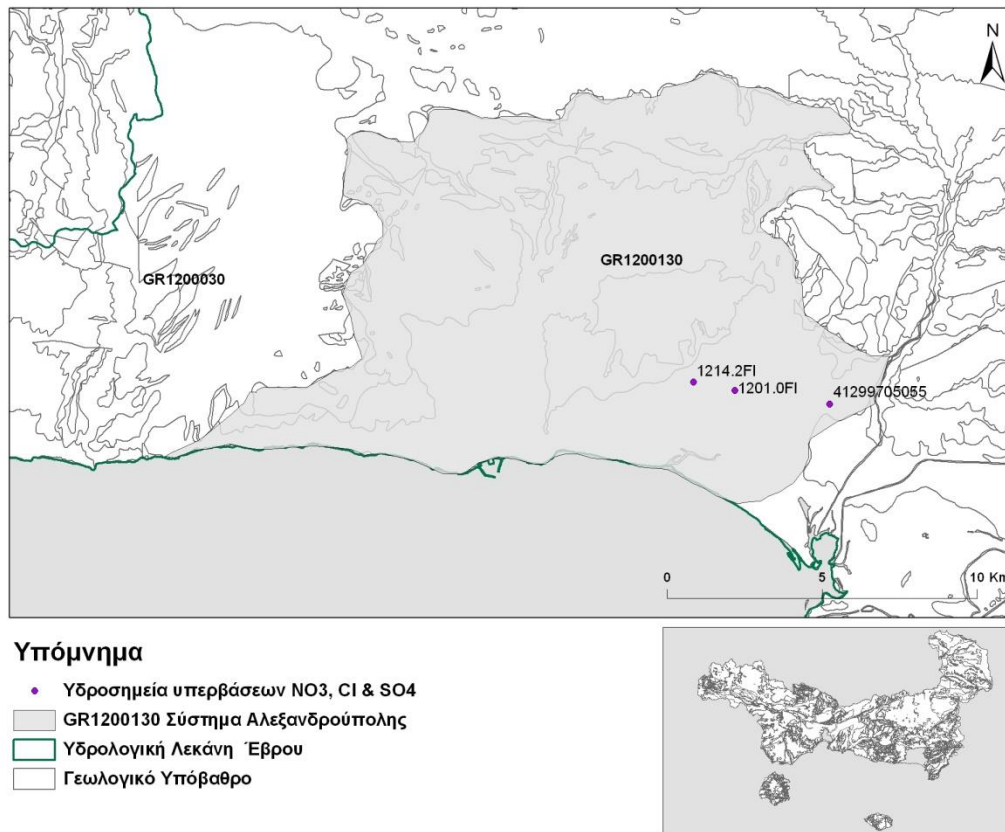 N
GR1200130
GR1200030
1214.2FI
1201.0FI
41299705055
0 5 10 Km
Υπόμνημα
Υδροσημεία υπερβάσεων NO3, Cl & SO4
GR1200130 Σύστημα Αλεξανδρούπολης
Υδρολογική Λεκάνη Έβρου
Γεωλογικό Υπόβαθρο